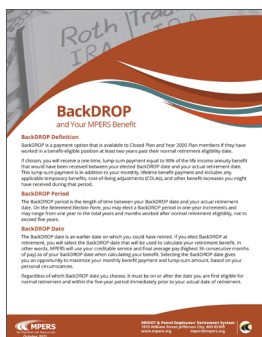 Roth
Trad
IRA
IRA
BackDROP
and Your MPERS Benefit
BackDROP Definition
BackDROP is a payment option that is available to Closed Plan and Year 2000 Plan members if they have
worked in a benefit-eligible position at least two years past their normal retirement eligibility date.
If chosen, you will receive a one-time, lump-sum payment equal to 90% of the life income annuity benefit
that would have been received between your elected BackDROP date and your actual retirement date.
This lump-sum payment is in addition to your monthly, lifetime benefit payment and includes any
applicable temporary benefits, cost-of-living adjustments (COLAs), and other benefit increases you might
have received during that period.
BackDROP Period
The BackDROP period is the length of time between your BackDROP date and your actual retirement
date. On the Retirement Election Form, you may elect a BackDROP period in one-year increments and
may range from one year to the total years and months worked after normal retirement eligibility, not to
exceed five years.
BackDROP Date
The BackDROP date is an earlier date on which you could have retired. If you elect BackDROP at
retirement, you will select the BackDROP date that will be used to calculate your retirement benefit, in
other words, MPERS will use your creditable service and final average pay (highest 36 consecutive months
of pay) as of your BackDROP date when calculating your benefit. Selecting the BackDROP date gives
you an opportunity to maximize your monthly benefit payment and lump-sum amount, based on your
personal circumstances.
Regardless of which BackDROP date you choose, it must be on or after the date you are first eligible for
normal retirement and within the five-year period immediately prior to your actual date of retirement.
MPERS
MODOT & Patrol Employees' Retirement System
1913 William Street Jefferson City, MO 65109
www.mpers.org mpers@mpers.org